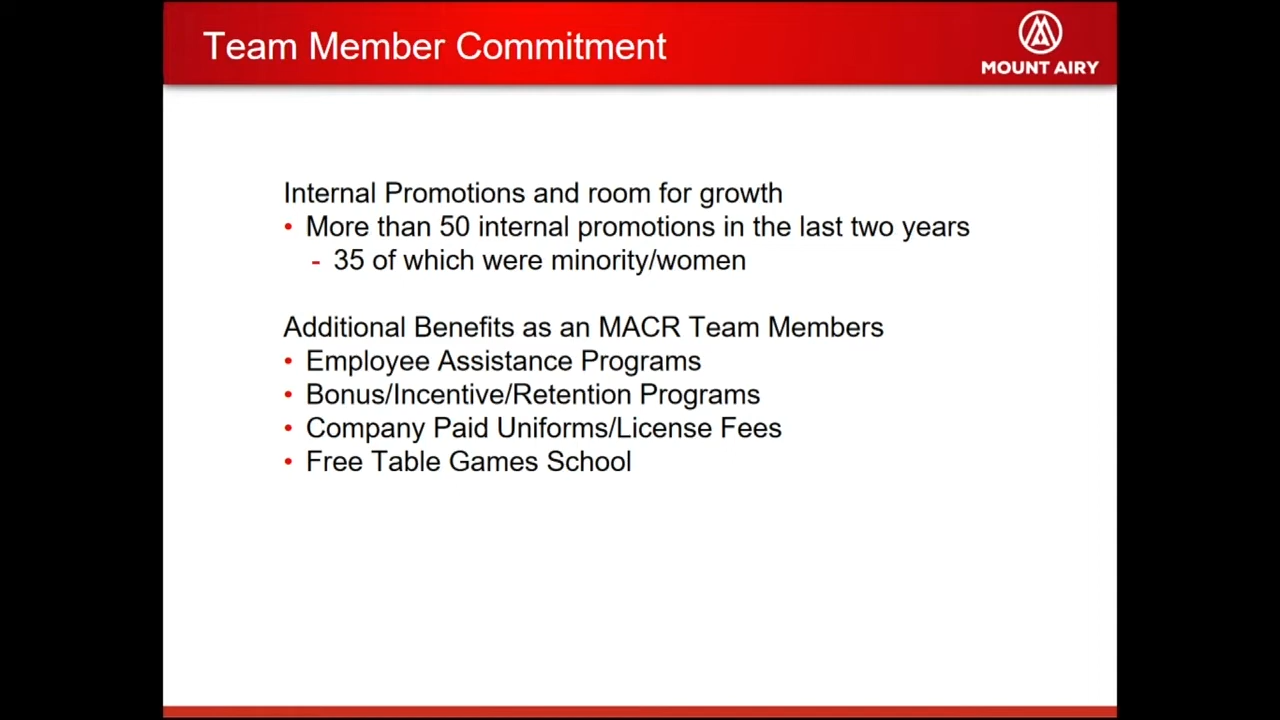 Team Member Commitment
MOUNT AIRY
Internal Promotions and room for growth
• More than 50 internal promotions in the last two years
- 35 of which were minority/women
Additional Benefits as an MACR Team Members
• Employee Assistance Programs
• Bonus/Incentive/Retention Programs
• Company Paid Uniforms/License Fees
• Free Table Games School